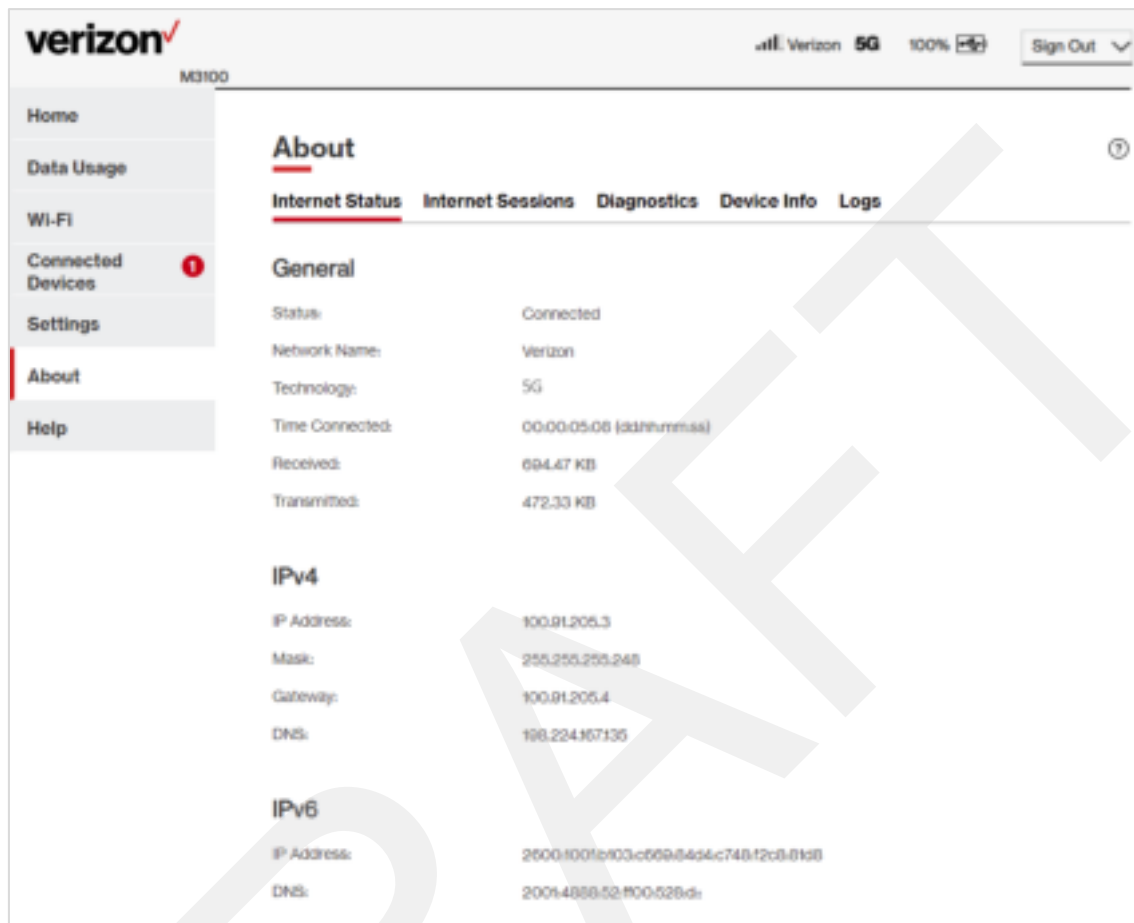 verizon
Verizon 5G 100% Sign Out
M3100
Home
Data Usage
Wi-Fi
Connected Devices 1
Settings
About
Help
About
Internet Status Internet Sessions Diagnostics Device Info Logs
General
Status: Connected
Network Name: Verizon
Technology: 5G
Time Connected: 00:00:05:08 (dd:hh:mm:ss)
Received: 694.47 KB
Transmitted: 472.33 KB
IPv4
IP Address: 100.91.205.3
Mask: 255.255.255.248
Gateway: 100.91.205.4
DNS: 198.224.167.135
IPv6
IP Address:
DNS: